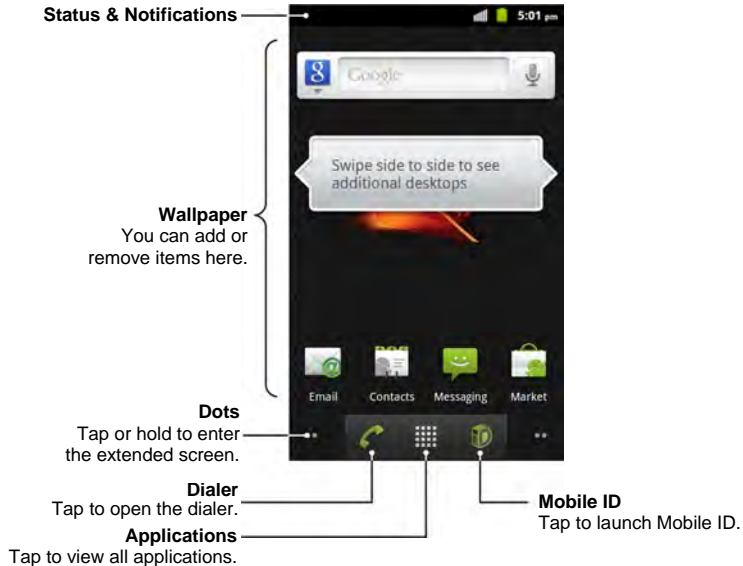 Status & Notifications
5:01 pm
Google
Swipe side to side to see
additional desktops
Wallpaper
You can add or
remove items here.
Email Contacts Messaging Market
Dots
Tap or hold to enter
the extended screen.
Dialer
Tap to open the dialer.
Mobile ID
Tap to launch Mobile ID.
Applications
Tap to view all applications.